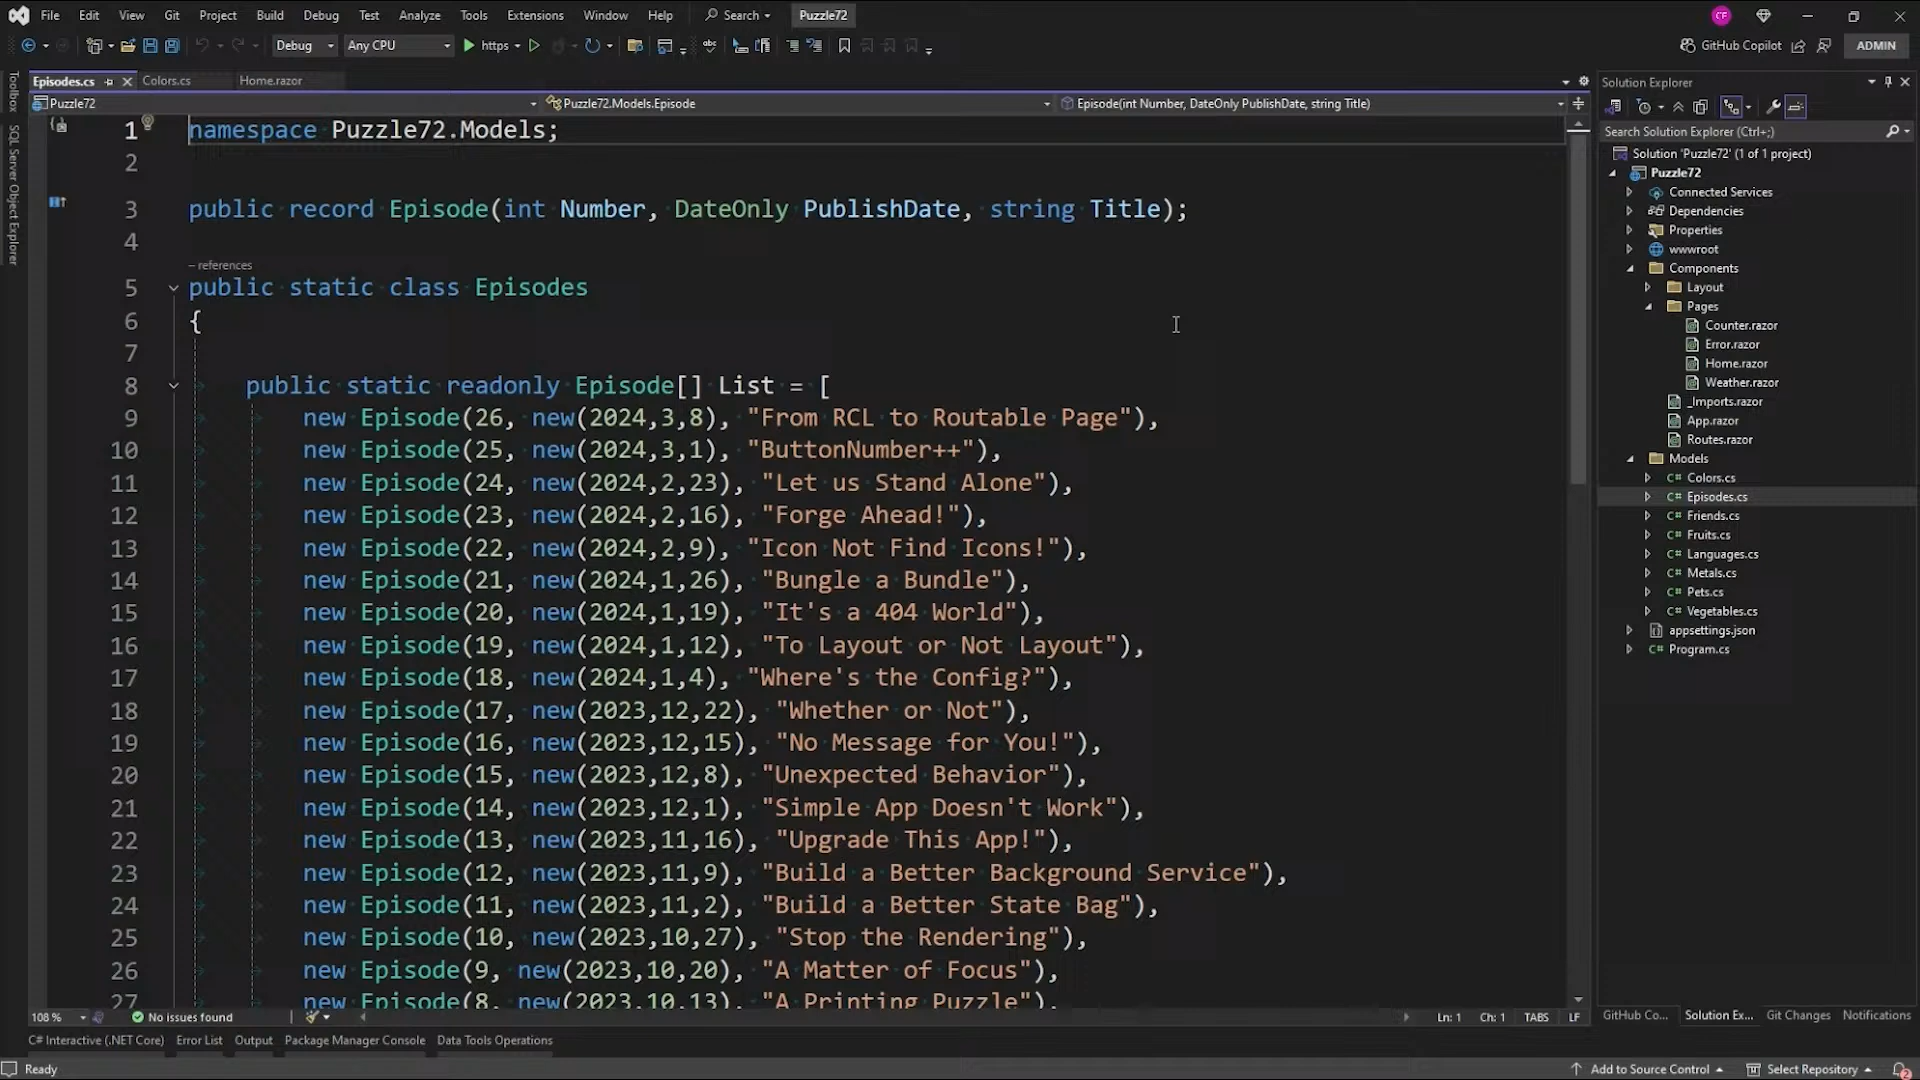 File Edit View Git Project Build Debug Test Analyze Tools Extensions Window Help Search Puzzle72 CF
Debug Any CPU https GitHub Copilot ADMIN
Episodes.cs Colors.cs Home.razor
Puzzle72 Puzzle72.Models.Episode Episode(int Number, DateOnly PublishDate, string Title)
Toolbox
SQL Server Object Explorer
1 namespace Puzzle72.Models;
2
3 public record Episode(int Number, DateOnly PublishDate, string Title);
4
– references
5 public static class Episodes
6 {
7
8 public static readonly Episode[] List = [
9 new Episode(26, new(2024,3,8), "From RCL to Routable Page"),
10 new Episode(25, new(2024,3,1), "ButtonNumber++"),
11 new Episode(24, new(2024,2,23), "Let us Stand Alone"),
12 new Episode(23, new(2024,2,16), "Forge Ahead!"),
13 new Episode(22, new(2024,2,9), "Icon Not Find Icons!"),
14 new Episode(21, new(2024,1,26), "Bungle a Bundle"),
15 new Episode(20, new(2024,1,19), "It's a 404 World"),
16 new Episode(19, new(2024,1,12), "To Layout or Not Layout"),
17 new Episode(18, new(2024,1,4), "Where's the Config?"),
18 new Episode(17, new(2023,12,22), "Whether or Not"),
19 new Episode(16, new(2023,12,15), "No Message for You!"),
20 new Episode(15, new(2023,12,8), "Unexpected Behavior"),
21 new Episode(14, new(2023,12,1), "Simple App Doesn't Work"),
22 new Episode(13, new(2023,11,16), "Upgrade This App!"),
23 new Episode(12, new(2023,11,9), "Build a Better Background Service"),
24 new Episode(11, new(2023,11,2), "Build a Better State Bag"),
25 new Episode(10, new(2023,10,27), "Stop the Rendering"),
26 new Episode(9, new(2023,10,20), "A Matter of Focus"),
27 new Episode(8, new(2023,10,13), "A Printing Puzzle"),
108 % No issues found Ln: 1 Ch: 1 TABS LF
C# Interactive (.NET Core) Error List Output Package Manager Console Data Tools Operations
Solution Explorer
Search Solution Explorer (Ctrl+;)
Solution 'Puzzle72' (1 of 1 project)
Puzzle72
Connected Services
Dependencies
Properties
wwwroot
Components
Layout
Pages
Counter.razor
Error.razor
Home.razor
Weather.razor
_Imports.razor
App.razor
Routes.razor
Models
C# Colors.cs
C# Episodes.cs
C# Friends.cs
C# Fruits.cs
C# Languages.cs
C# Metals.cs
C# Pets.cs
C# Vegetables.cs
appsettings.json
C# Program.cs
GitHub Co... Solution Ex... Git Changes Notifications
Ready Add to Source Control Select Repository 2